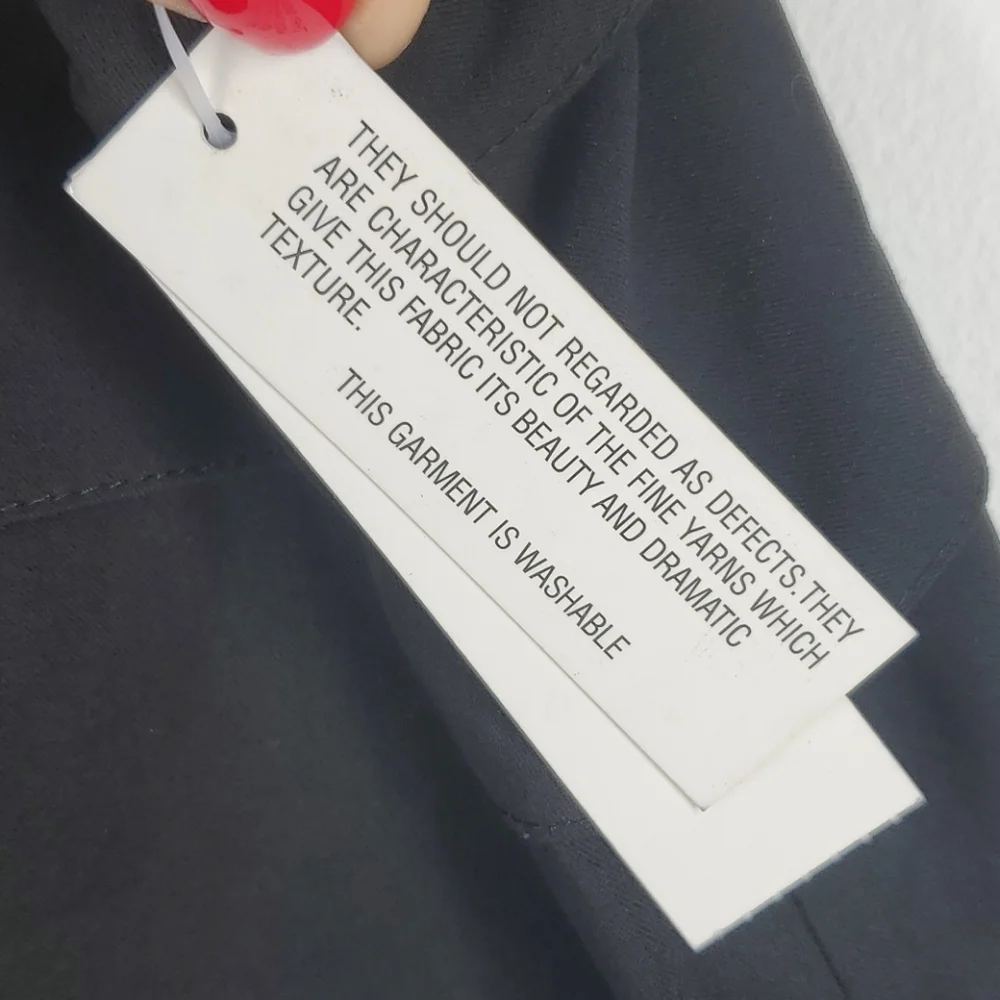 THEY SHOULD NOT REGARDED AS DEFECTS.THEY
ARE CHARACTERISTIC OF THE FINE YARNS WHICH
GIVE THIS FABRIC ITS BEAUTY AND DRAMATIC
TEXTURE.
THIS GARMENT IS WASHABLE